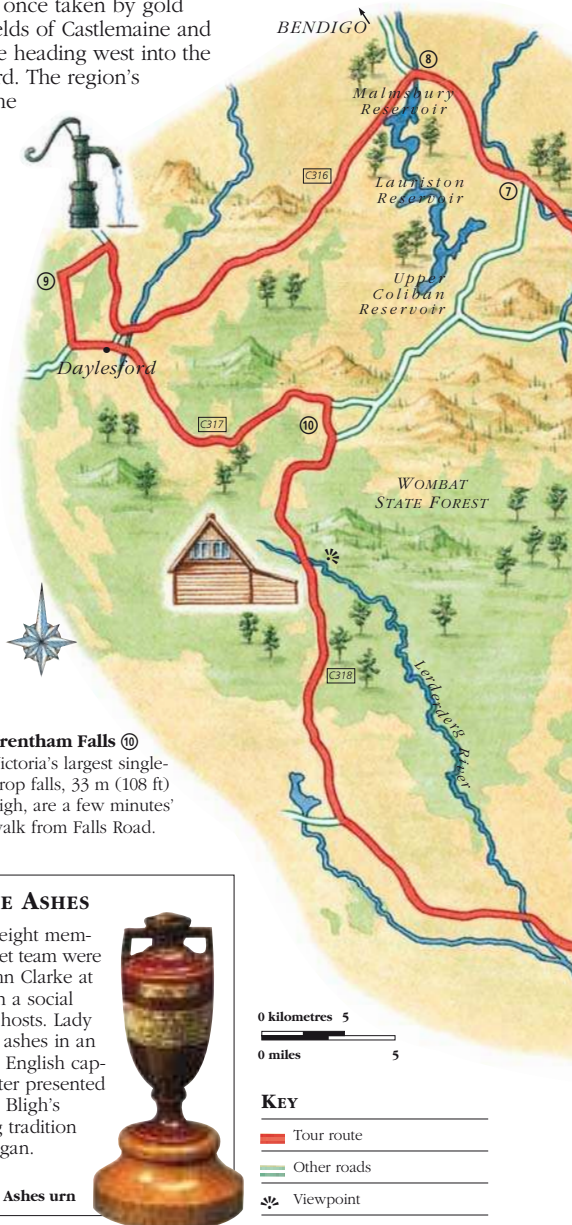 once taken by gold
elds of Castlemaine and
e heading west into the
rd. The region's
ne
BENDIGO
8
Malmsbury
Reservoir
C316
Lauriston
Reservoir
7
Upper
Coliban
Reservoir
9
Daylesford
C317
10
WOMBAT
STATE FOREST
C318
Lerderderg River
rentham Falls 10
ictoria's largest single-
rop falls, 33 m (108 ft)
igh, are a few minutes'
walk from Falls Road.
E ASHES
eight mem-
et team were
nn Clarke at
n a social
hosts. Lady
ashes in an
English cap-
ter presented
Bligh's
g tradition
gan.
Ashes urn
0 kilometres 5
0 miles 5
KEY
Tour route
Other roads
Viewpoint